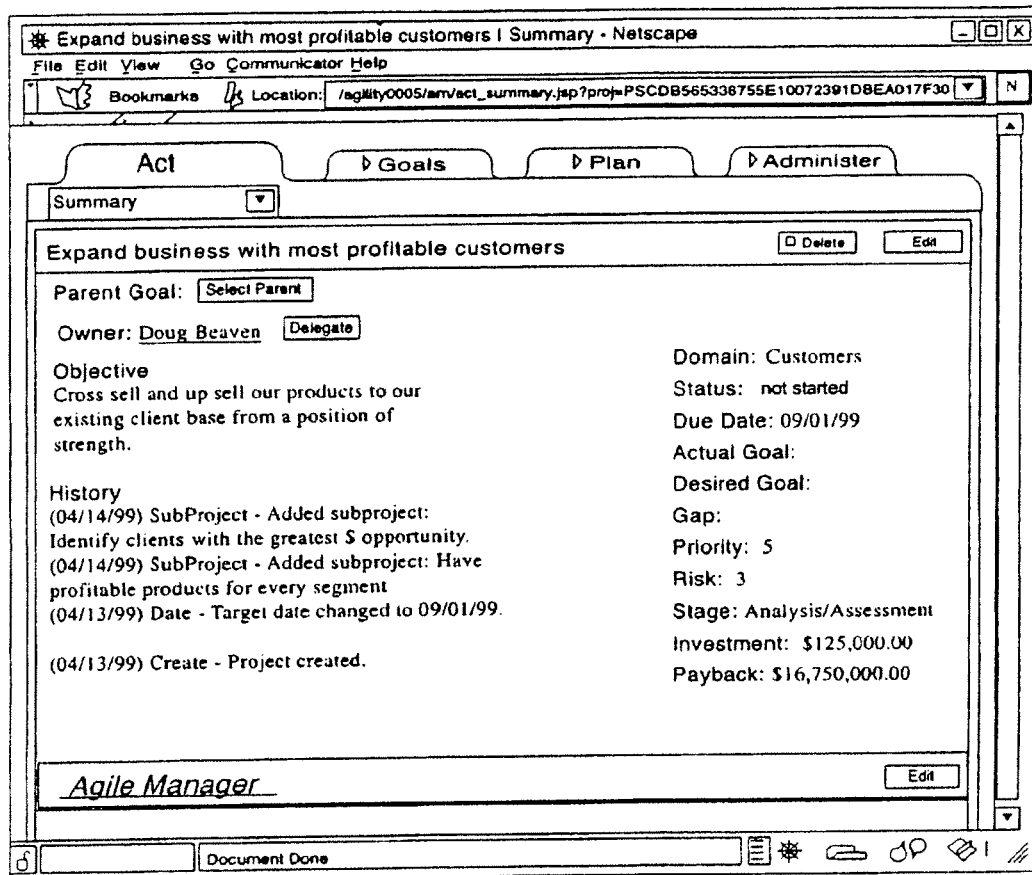 Expand business with most profitable customers | Summary - Netscape
File Edit View Go Communicator Help
Bookmarks Location: /agility0005/am/act_summary.jsp?proj=PSCDB565338755E10072391DBEA017F30 N
Act Goals Plan Administer
Summary
Expand business with most profitable customers Delete Edit
Parent Goal: Select Parent
Owner: Doug Beaven Delegate
Objective
Cross sell and up sell our products to our
existing client base from a position of
strength.
History
(04/14/99) SubProject - Added subproject:
Identify clients with the greatest $ opportunity.
(04/14/99) SubProject - Added subproject: Have
profitable products for every segment
(04/13/99) Date - Target date changed to 09/01/99.
(04/13/99) Create - Project created.
Domain: Customers
Status: not started
Due Date: 09/01/99
Actual Goal:
Desired Goal:
Gap:
Priority: 5
Risk: 3
Stage: Analysis/Assessment
Investment: $125,000.00
Payback: $16,750,000.00
Agile Manager Edit
Document Done